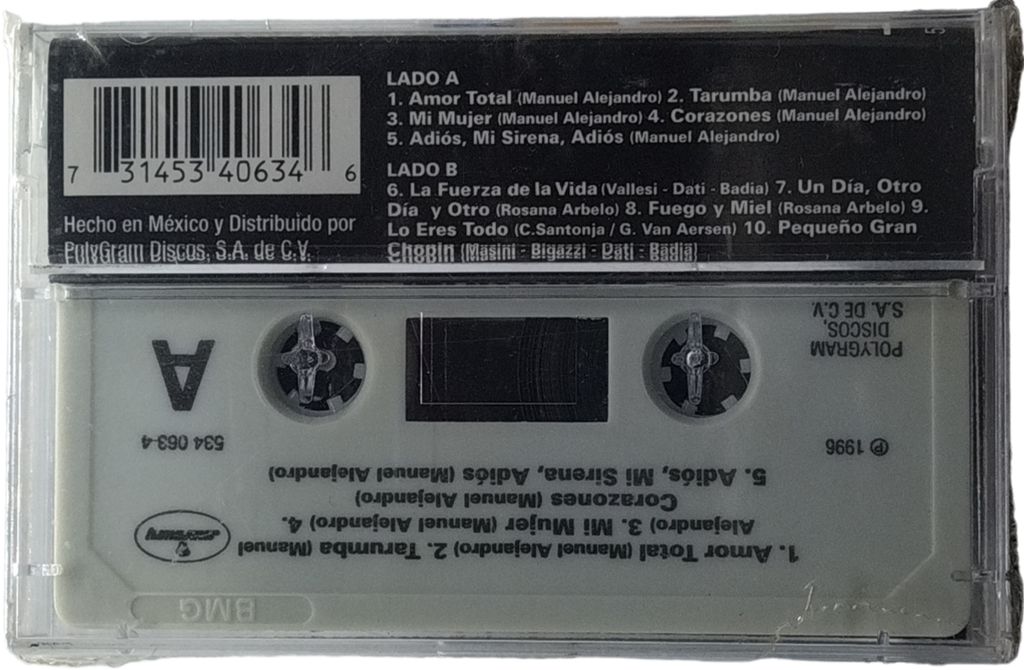 LADO A
1. Amor Total (Manuel Alejandro) 2. Tarumba (Manuel Alejandro)
3. Mi Mujer (Manuel Alejandro) 4. Corazones (Manuel Alejandro)
5. Adiós, Mi Sirena, Adiós (Manuel Alejandro)
LADO B
6. La Fuerza de la Vida (Vallesi - Dati - Badia) 7. Un Día, Otro
Día y Otro (Rosana Arbelo) 8. Fuego y Miel (Rosana Arbelo) 9.
Lo Eres Todo (C.Santonja / G. Van Aersen) 10. Pequeño Gran
Chopin (Masini - Bigazzi - Dati - Badia)
7 31453 40634 6
Hecho en México y Distribuido por
PolyGram Discos, S.A. de C.V.
A
POLYGRAM
DISCOS,
S.A. DE C.V.
534 063-4
℗ 1996
1. Amor Total (Manuel Alejandro) 2. Tarumba (Manuel
Alejandro) 3. Mi Mujer (Manuel Alejandro) 4.
Corazones (Manuel Alejandro)
5. Adiós, Mi Sirena, Adiós (Manuel Alejandro)
mercury
BMG